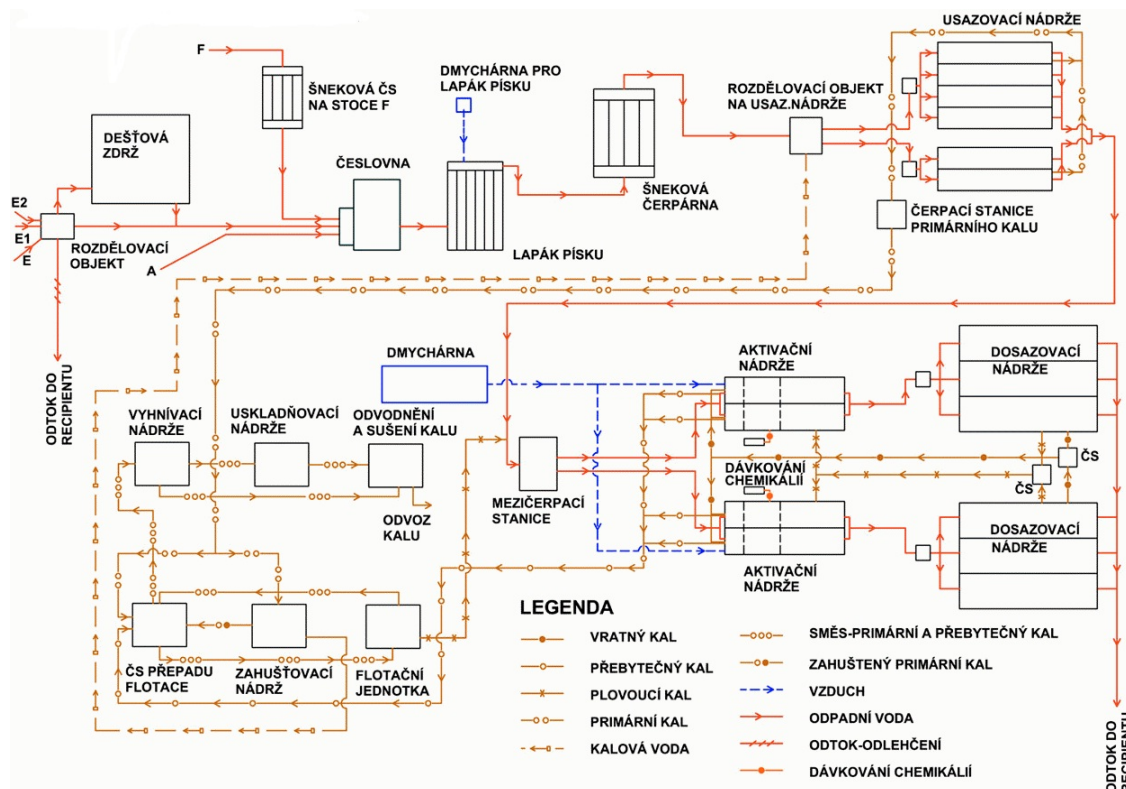 USAZOVACÍ NÁDRŽE
F
ŠNEKOVÁ ČS
NA STOCE F
DMYCHÁRNA PRO
LAPÁK PÍSKU
ROZDĚLOVACÍ OBJEKT
NA USAZ.NÁDRŽE
DEŠŤOVÁ
ZDRŽ
ČESLOVNA
ŠNEKOVÁ
ČERPÁRNA
E2
E1
E
ROZDĚLOVACÍ
OBJEKT
A
LAPÁK PÍSKU
ČERPACÍ STANICE
PRIMÁRNÍHO KALU
ODTOK DO
RECIPIENTU
DMYCHÁRNA
AKTIVAČNÍ
NÁDRŽE
DOSAZOVACÍ
NÁDRŽE
VYHNÍVACÍ
NÁDRŽE
USKLADŇOVACÍ
NÁDRŽE
ODVODNĚNÍ
A SUŠENÍ KALU
ČS
ČS
DÁVKOVÁNÍ
CHEMIKÁLIÍ
MEZIČERPACÍ
STANICE
ODVOZ
KALU
DOSAZOVACÍ
NÁDRŽE
AKTIVAČNÍ
NÁDRŽE
ČS PŘEPADU
FLOTACE
ZAHUŠŤOVACÍ
NÁDRŽ
FLOTAČNÍ
JEDNOTKA
LEGENDA
VRATNÝ KAL
PŘEBYTEČNÝ KAL
PLOVOUCÍ KAL
PRIMÁRNÍ KAL
KALOVÁ VODA
SMĚS-PRIMÁRNÍ A PŘEBYTEČNÝ KAL
ZAHUŠTENÝ PRIMÁRNÍ KAL
VZDUCH
ODPADNÍ VODA
ODTOK-ODLEHČENÍ
DÁVKOVÁNÍ CHEMIKÁLIÍ
ODTOK DO
RECIPIENTU